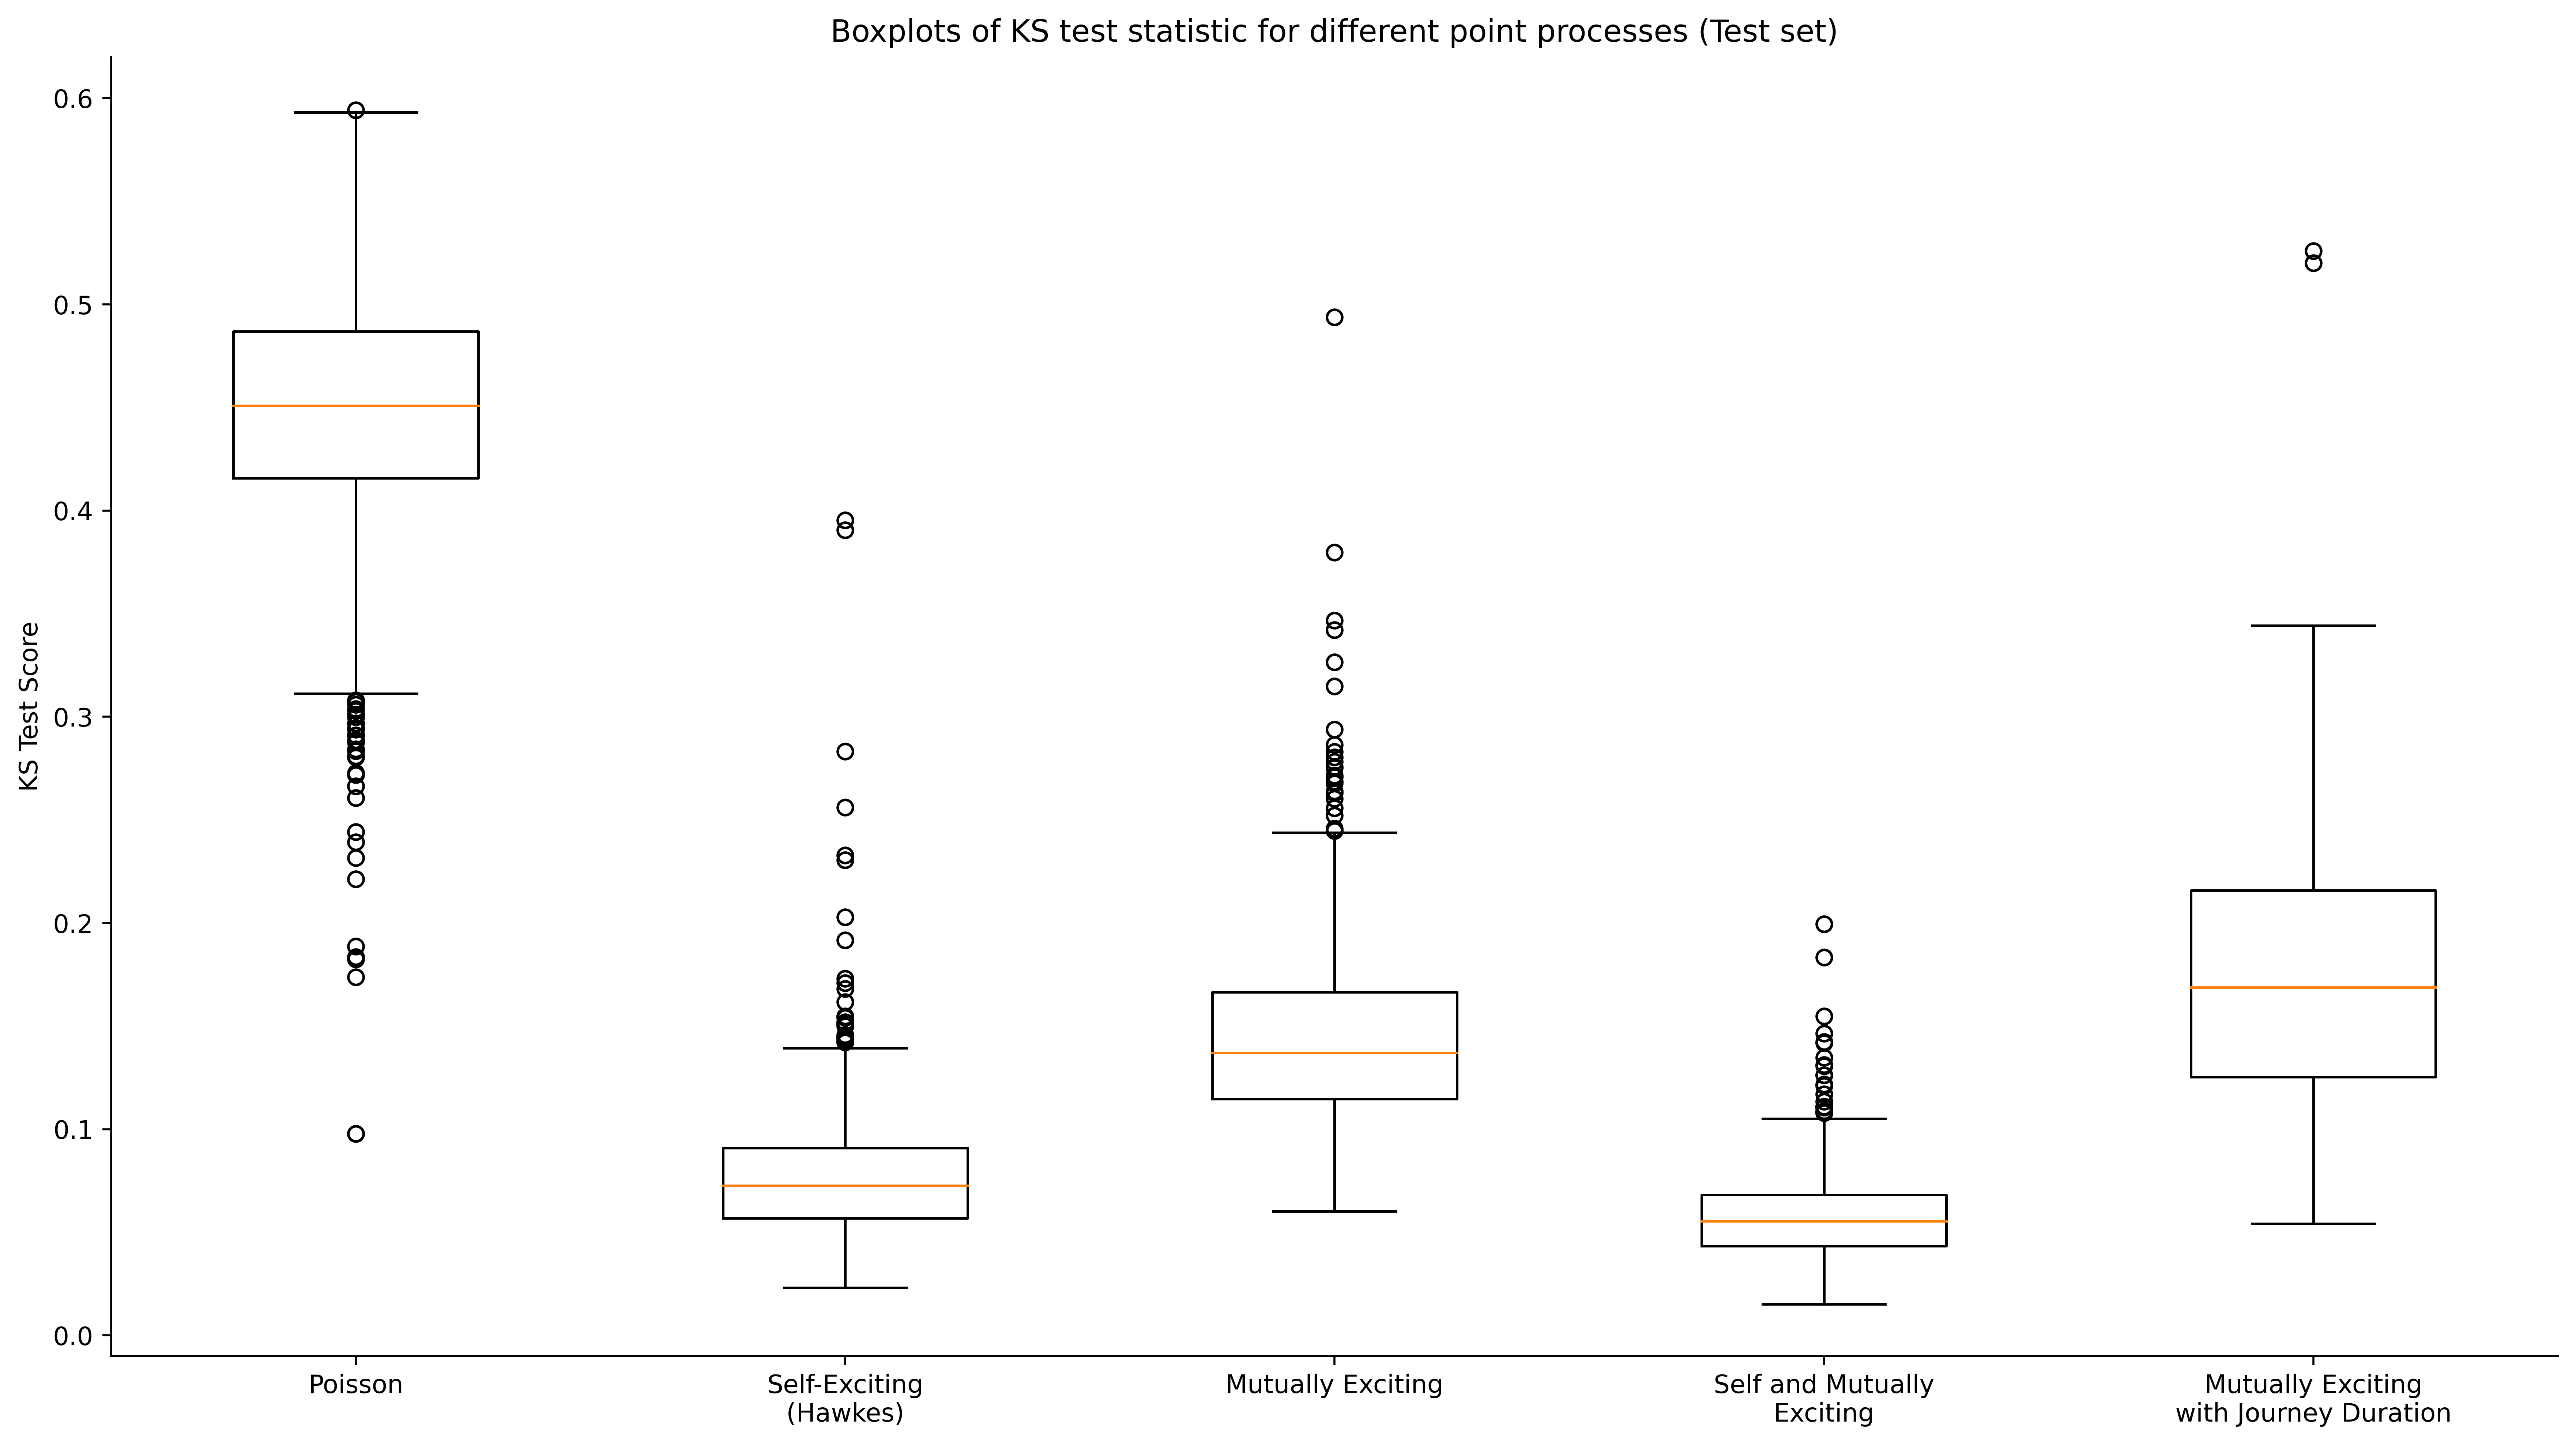 Boxplots of KS test statistic for different point processes (Test set)
KS Test Score
0.6
0.5
0.4
0.3
0.2
0.1
0.0
Poisson
Self-Exciting
(Hawkes)
Mutually Exciting
Self and Mutually
Exciting
Mutually Exciting
with Journey Duration